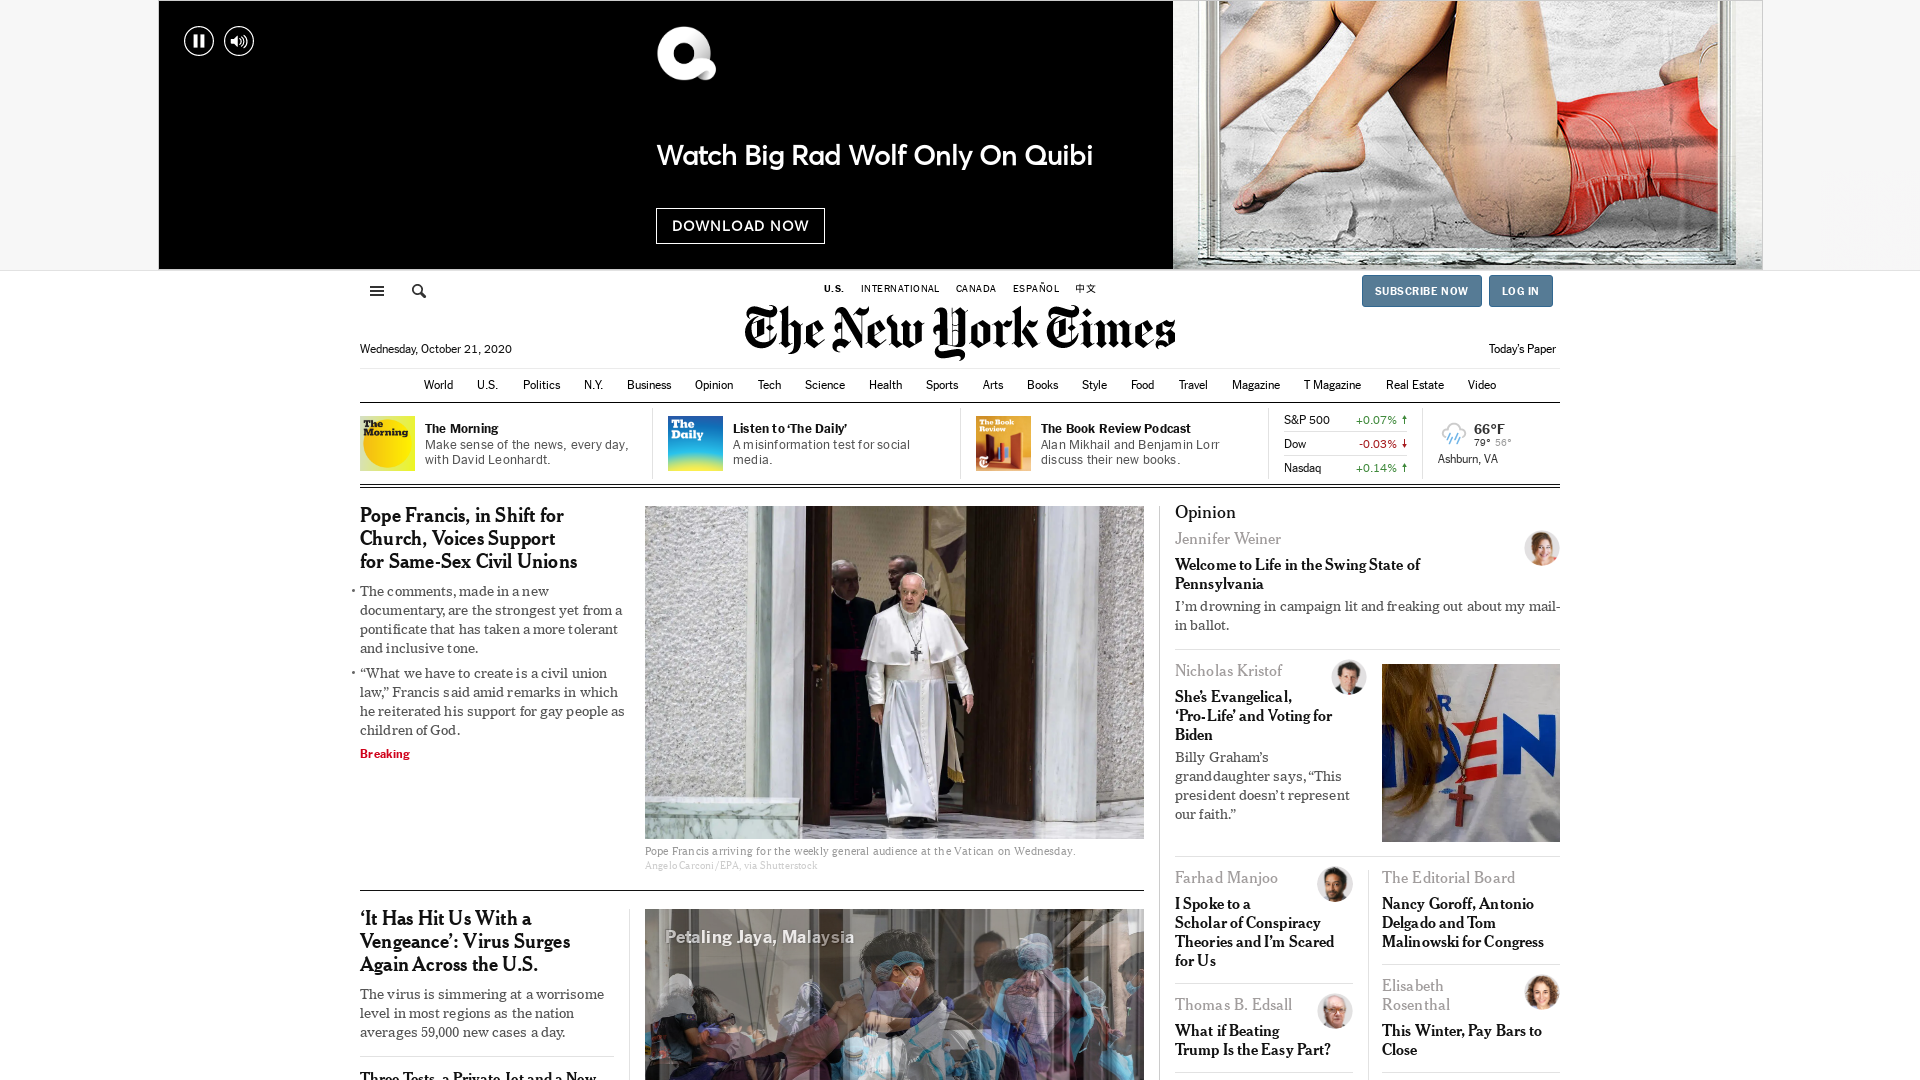 Watch Big Rad Wolf Only On Quibi
DOWNLOAD NOW
U.S. INTERNATIONAL CANADA ESPAÑOL 中文
SUBSCRIBE NOW LOG IN
The New York Times
Wednesday, October 21, 2020
Today's Paper
World U.S. Politics N.Y. Business Opinion Tech Science Health Sports Arts Books Style Food Travel Magazine T Magazine Real Estate Video
The Morning
The Morning
Make sense of the news, every day,
with David Leonhardt.
The Daily
Listen to ‘The Daily’
A misinformation test for social
media.
The Book Review
The Book Review Podcast
Alan Mikhail and Benjamin Lorr
discuss their new books.
S&P 500 +0.07% ↑
Dow -0.03% ↓
Nasdaq +0.14% ↑
66°F
79° 56°
Ashburn, VA
Pope Francis, in Shift for
Church, Voices Support
for Same-Sex Civil Unions
• The comments, made in a new
documentary, are the strongest yet from a
pontificate that has taken a more tolerant
and inclusive tone.
• “What we have to create is a civil union
law,” Francis said amid remarks in which
he reiterated his support for gay people as
children of God.
Breaking
Pope Francis arriving for the weekly general audience at the Vatican on Wednesday.
Angelo Carconi/EPA, via Shutterstock
‘It Has Hit Us With a
Vengeance’: Virus Surges
Again Across the U.S.
The virus is simmering at a worrisome
level in most regions as the nation
averages 59,000 new cases a day.
Three Tests, a Private Jet and a New
Petaling Jaya, Malaysia
Opinion
Jennifer Weiner
Welcome to Life in the Swing State of
Pennsylvania
I’m drowning in campaign lit and freaking out about my mail-
in ballot.
Nicholas Kristof
She’s Evangelical,
‘Pro-Life’ and Voting for
Biden
Billy Graham’s
granddaughter says, “This
president doesn’t represent
our faith.”
Farhad Manjoo
I Spoke to a
Scholar of Conspiracy
Theories and I’m Scared
for Us
Thomas B. Edsall
What if Beating
Trump Is the Easy Part?
The Editorial Board
Nancy Goroff, Antonio
Delgado and Tom
Malinowski for Congress
Elisabeth
Rosenthal
This Winter, Pay Bars to
Close